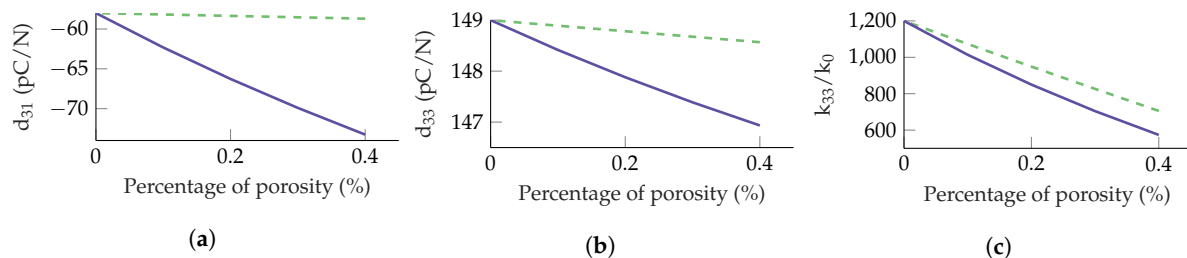 −60
−65
−70
0
0.2
0.4
d31 (pC/N)
Percentage of porosity (%)
(a)
149
148
147
0
0.2
0.4
d33 (pC/N)
Percentage of porosity (%)
(b)
1,200
1,000
800
600
0
0.2
0.4
k33/k0
Percentage of porosity (%)
(c)